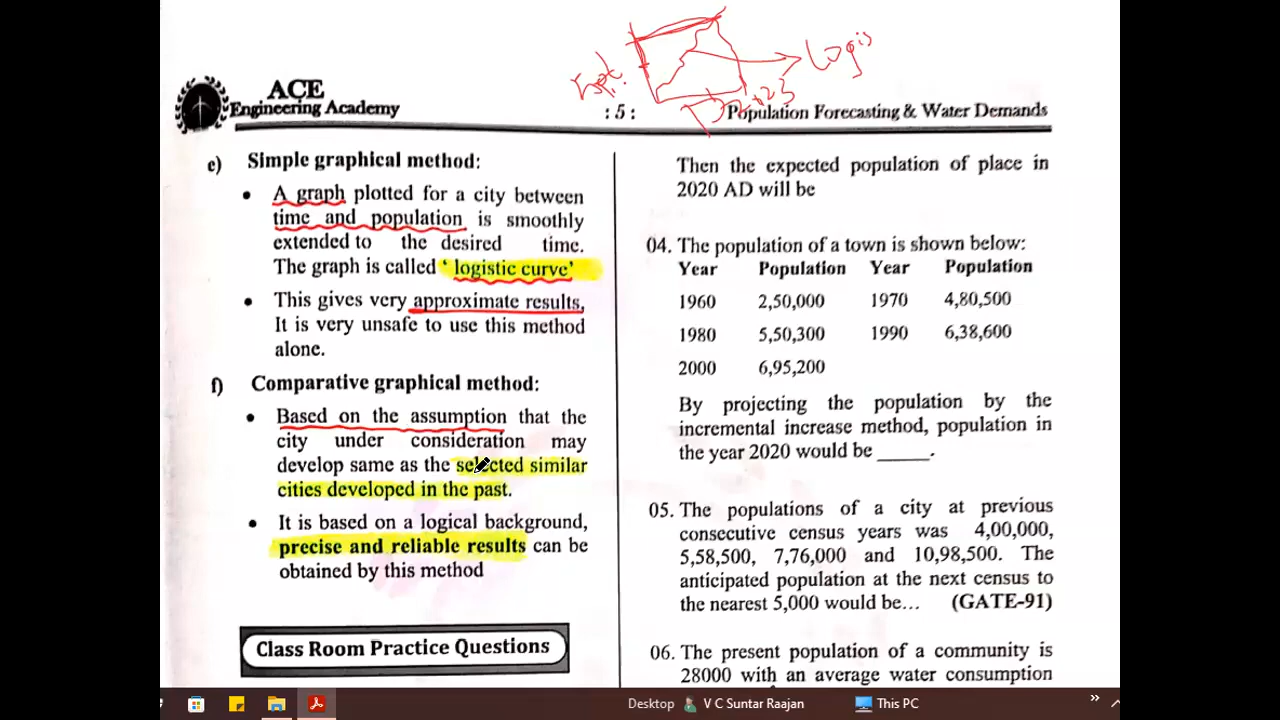 Logis
ACE
Engineering Academy
: 5 :
Population Forecasting & Water Demands
e) Simple graphical method:
• A graph plotted for a city between
time and population is smoothly
extended to the desired time.
The graph is called ‘ logistic curve’
• This gives very approximate results,
It is very unsafe to use this method
alone.
f) Comparative graphical method:
• Based on the assumption that the
city under consideration may
develop same as the selected similar
cities developed in the past.
• It is based on a logical background,
precise and reliable results can be
obtained by this method
Class Room Practice Questions
Then the expected population of place in
2020 AD will be
04. The population of a town is shown below:
Year Population Year Population
1960 2,50,000 1970 4,80,500
1980 5,50,300 1990 6,38,600
2000 6,95,200
By projecting the population by the
incremental increase method, population in
the year 2020 would be _____.
05. The populations of a city at previous
consecutive census years was 4,00,000,
5,58,500, 7,76,000 and 10,98,500. The
anticipated population at the next census to
the nearest 5,000 would be... (GATE-91)
06. The present population of a community is
28000 with an average water consumption
Desktop V C Suntar Raajan This PC